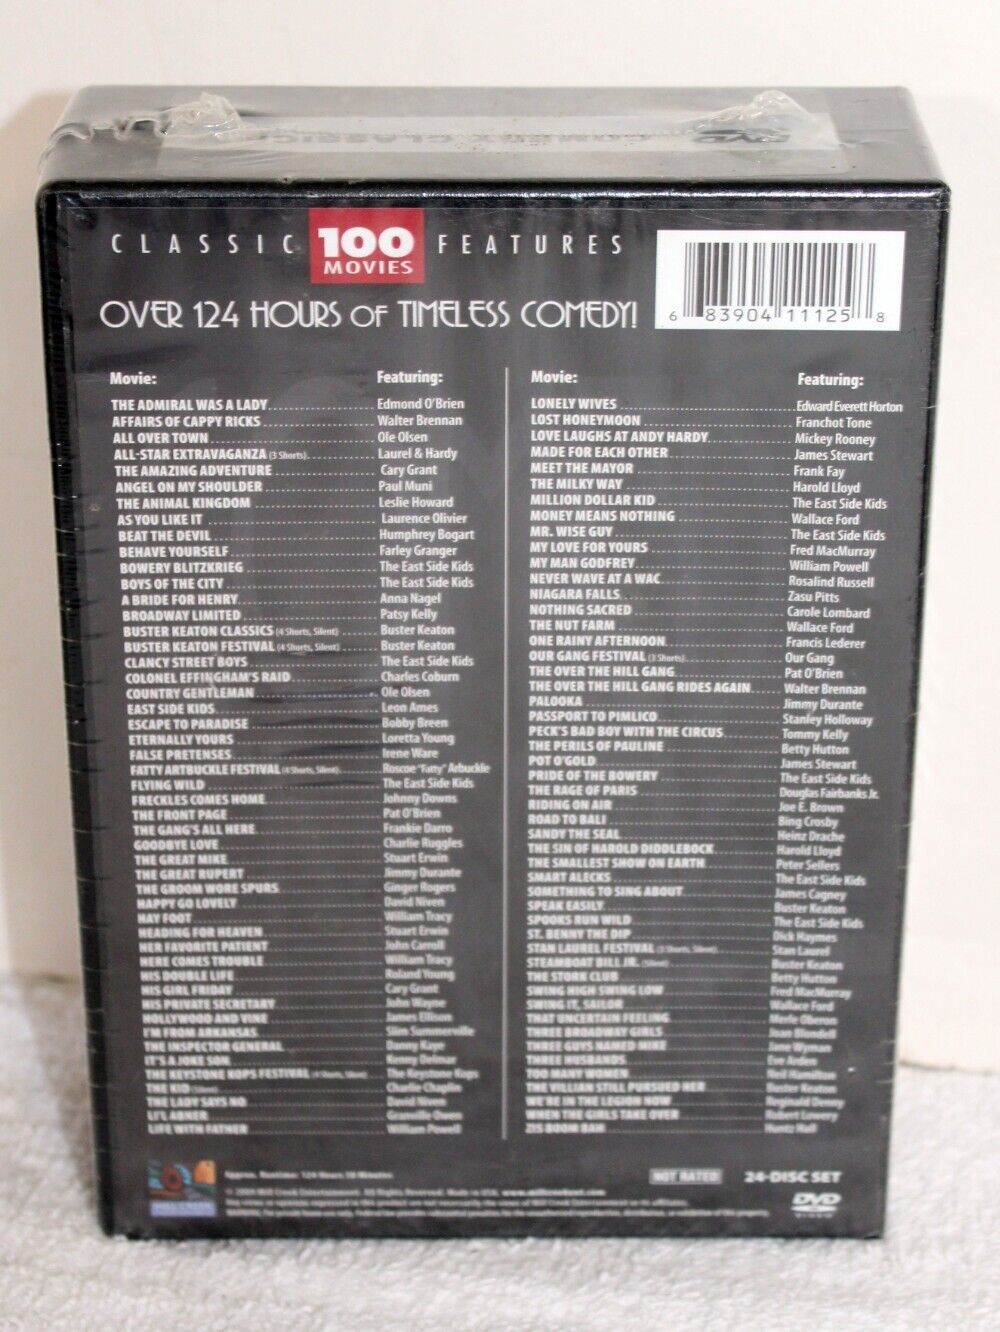 CLASSIC 100 MOVIES FEATURES
OVER 124 HOURS OF TIMELESS COMEDY!
6 83904 11125 8
Movie: Featuring:
THE ADMIRAL WAS A LADY Edmond O'Brien
AFFAIRS OF CAPPY RICKS Walter Brennan
ALL OVER TOWN Ole Olsen
ALL-STAR EXTRAVAGANZA (3 Shorts) Laurel & Hardy
THE AMAZING ADVENTURE Cary Grant
ANGEL ON MY SHOULDER Paul Muni
THE ANIMAL KINGDOM Leslie Howard
AS YOU LIKE IT Laurence Olivier
BEAT THE DEVIL Humphrey Bogart
BEHAVE YOURSELF Farley Granger
BOWERY BLITZKRIEG The East Side Kids
BOYS OF THE CITY The East Side Kids
A BRIDE FOR HENRY Anna Nagel
BROADWAY LIMITED Patsy Kelly
BUSTER KEATON CLASSICS (4 Shorts, Silent) Buster Keaton
BUSTER KEATON FESTIVAL (4 Shorts, Silent) Buster Keaton
CLANCY STREET BOYS The East Side Kids
COLONEL EFFINGHAM'S RAID Charles Coburn
COUNTRY GENTLEMAN Ole Olsen
EAST SIDE KIDS Leon Ames
ESCAPE TO PARADISE Bobby Breen
ETERNALLY YOURS Loretta Young
FALSE PRETENSES Irene Ware
FATTY ARTBUCKLE FESTIVAL (4 Shorts, Silent) Roscoe "Fatty" Arbuckle
FLYING WILD The East Side Kids
FRECKLES COMES HOME Johnny Downs
THE FRONT PAGE Pat O'Brien
THE GANG'S ALL HERE Frankie Darro
GOODBYE LOVE Charlie Ruggles
THE GREAT MIKE Stuart Erwin
THE GREAT RUPERT Jimmy Durante
THE GROOM WORE SPURS Ginger Rogers
HAPPY GO LOVELY David Niven
HAY FOOT William Tracy
HEADING FOR HEAVEN Stuart Erwin
HER FAVORITE PATIENT John Carroll
HERE COMES TROUBLE William Tracy
HIS DOUBLE LIFE Roland Young
HIS GIRL FRIDAY Cary Grant
HIS PRIVATE SECRETARY John Wayne
HOLLYWOOD AND VINE James Ellison
I'M FROM ARKANSAS Slim Summerville
THE INSPECTOR GENERAL Danny Kaye
IT'S A JOKE SON Kenny Delmar
THE KEYSTONE KOPS FESTIVAL (4 Shorts, Silent) The Keystone Kops
THE KID (Silent) Charlie Chaplin
THE LADY SAYS NO David Niven
LI'L ABNER Granville Owen
LIFE WITH FATHER William Powell
Movie: Featuring:
LONELY WIVES Edward Everett Horton
LOST HONEYMOON Franchot Tone
LOVE LAUGHS AT ANDY HARDY Mickey Rooney
MADE FOR EACH OTHER James Stewart
MEET THE MAYOR Frank Fay
THE MILKY WAY Harold Lloyd
MILLION DOLLAR KID The East Side Kids
MONEY MEANS NOTHING Wallace Ford
MR. WISE GUY The East Side Kids
MY LOVE FOR YOURS Fred MacMurray
MY MAN GODFREY William Powell
NEVER WAVE AT A WAC Rosalind Russell
NIAGARA FALLS Zasu Pitts
NOTHING SACRED Carole Lombard
THE NUT FARM Wallace Ford
ONE RAINY AFTERNOON Francis Lederer
OUR GANG FESTIVAL (3 Shorts) Our Gang
THE OVER THE HILL GANG Pat O'Brien
THE OVER THE HILL GANG RIDES AGAIN Walter Brennan
PALOOKA Jimmy Durante
PASSPORT TO PIMLICO Stanley Holloway
PECK'S BAD BOY WITH THE CIRCUS Tommy Kelly
THE PERILS OF PAULINE Betty Hutton
POT O'GOLD James Stewart
PRIDE OF THE BOWERY The East Side Kids
THE RAGE OF PARIS Douglas Fairbanks Jr.
RIDING ON AIR Joe E. Brown
ROAD TO BALI Bing Crosby
SANDY THE SEAL Heinz Drache
THE SIN OF HAROLD DIDDLEBOCK Harold Lloyd
THE SMALLEST SHOW ON EARTH Peter Sellers
SMART ALECKS The East Side Kids
SOMETHING TO SING ABOUT James Cagney
SPEAK EASILY Buster Keaton
SPOOKS RUN WILD The East Side Kids
ST. BENNY THE DIP Dick Haymes
STAN LAUREL FESTIVAL (3 Shorts, Silent) Stan Laurel
STEAMBOAT BILL JR. (Silent) Buster Keaton
THE STORK CLUB Betty Hutton
SWING HIGH SWING LOW Fred MacMurray
SWING IT, SAILOR Wallace Ford
THAT UNCERTAIN FEELING Merle Oberon
THREE BROADWAY GIRLS Joan Blondell
THREE GUYS NAMED MIKE Jane Wyman
THREE HUSBANDS Eve Arden
TOO MANY WOMEN Neil Hamilton
THE VILLIAN STILL PURSUED HER Buster Keaton
WE'RE IN THE LEGION NOW Reginald Denny
WHEN THE GIRLS TAKE OVER Robert Lowery
ZIS BOOM BAH Huntz Hall
Approx. Runtime: 124 Hours 18 Minutes
NOT RATED 24-DISC SET
© 2009 Mill Creek Entertainment. All Rights Reserved. Made in USA. www.millcreekent.com
DVD
VIDEO